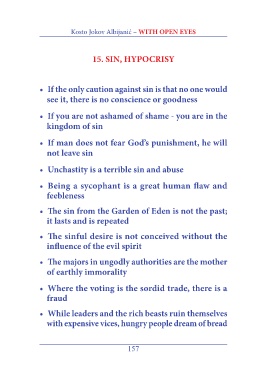 Kosto Jokov Albijanić – WITH OPEN EYES
15. SIN, HYPOCRISY
• If the only caution against sin is that no one would
see it, there is no conscience or goodness
• If you are not ashamed of shame - you are in the
kingdom of sin
• If man does not fear God's punishment, he will
not leave sin
• Unchastity is a terrible sin and abuse
• Being a sycophant is a great human flaw and
feebleness
• The sin from the Garden of Eden is not the past;
it lasts and is repeated
• The sinful desire is not conceived without the
influence of the evil spirit
• The majors in ungodly authorities are the mother
of earthly immorality
• Where the voting is the sordid trade, there is a
fraud
• While leaders and the rich beasts ruin themselves
with expensive vices, hungry people dream of bread
157